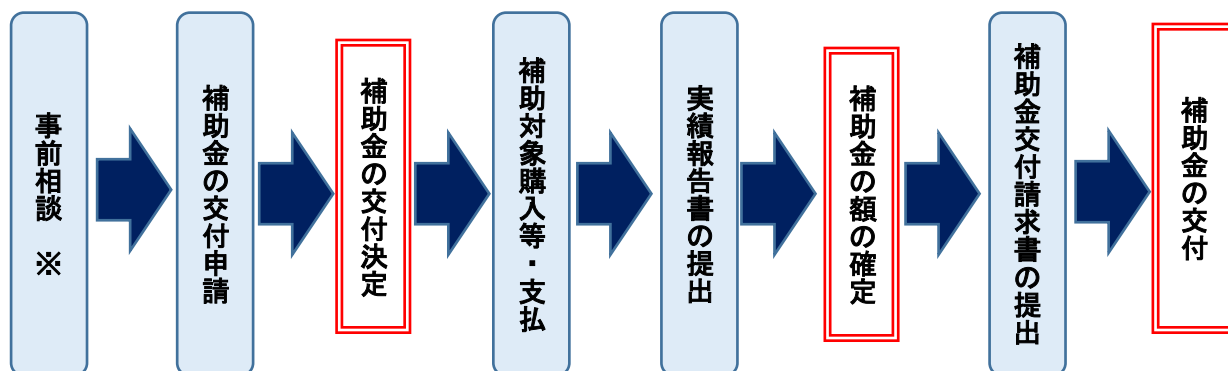 事前相談　※
補助金の交付申請
補助金の交付決定
補助対象購入等・支払
実績報告書の提出
補助金の額の確定
補助金交付請求書の提出
補助金の交付